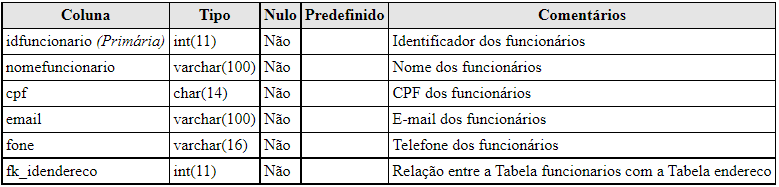 Coluna Tipo Nulo Predefinido Comentários
idfuncionario (Primária) int(11) Não Identificador dos funcionários
nomefuncionario varchar(100) Não Nome dos funcionários
cpf char(14) Não CPF dos funcionários
email varchar(100) Não E-mail dos funcionários
fone varchar(16) Não Telefone dos funcionários
fk_idendereco int(11) Não Relação entre a Tabela funcionarios com a Tabela endereco